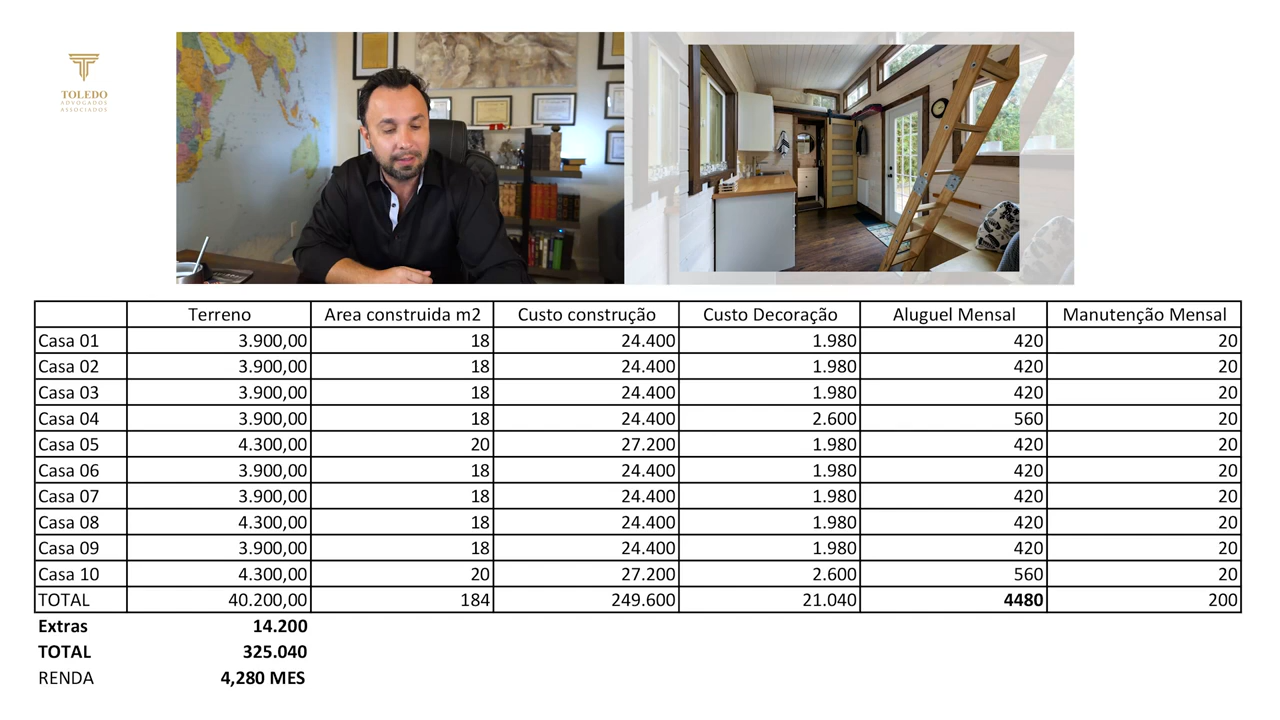 TOLEDO
ADVOGADOS
ASSOCIADOS
Terreno Area construida m2 Custo construção Custo Decoração Aluguel Mensal Manutenção Mensal
Casa 01 3.900,00 18 24.400 1.980 420 20
Casa 02 3.900,00 18 24.400 1.980 420 20
Casa 03 3.900,00 18 24.400 1.980 420 20
Casa 04 3.900,00 18 24.400 2.600 560 20
Casa 05 4.300,00 20 27.200 1.980 420 20
Casa 06 3.900,00 18 24.400 1.980 420 20
Casa 07 3.900,00 18 24.400 1.980 420 20
Casa 08 4.300,00 18 24.400 1.980 420 20
Casa 09 3.900,00 18 24.400 1.980 420 20
Casa 10 4.300,00 20 27.200 2.600 560 20
TOTAL 40.200,00 184 249.600 21.040 4480 200
Extras 14.200
TOTAL 325.040
RENDA 4,280 MES